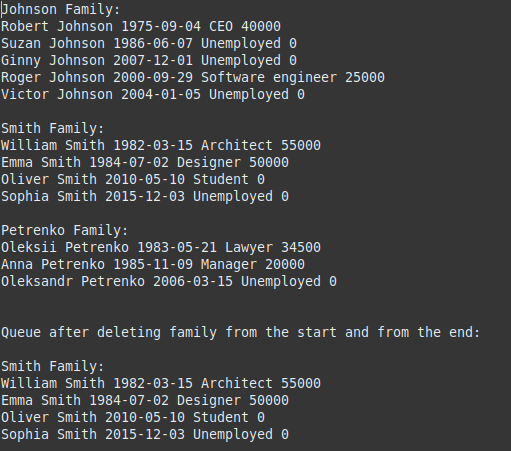 Johnson Family:
Robert Johnson 1975-09-04 CEO 40000
Suzan Johnson 1986-06-07 Unemployed 0
Ginny Johnson 2007-12-01 Unemployed 0
Roger Johnson 2000-09-29 Software engineer 25000
Victor Johnson 2004-01-05 Unemployed 0

Smith Family:
William Smith 1982-03-15 Architect 55000
Emma Smith 1984-07-02 Designer 50000
Oliver Smith 2010-05-10 Student 0
Sophia Smith 2015-12-03 Unemployed 0

Petrenko Family:
Oleksii Petrenko 1983-05-21 Lawyer 34500
Anna Petrenko 1985-11-09 Manager 20000
Oleksandr Petrenko 2006-03-15 Unemployed 0

Queue after deleting family from the start and from the end:

Smith Family:
William Smith 1982-03-15 Architect 55000
Emma Smith 1984-07-02 Designer 50000
Oliver Smith 2010-05-10 Student 0
Sophia Smith 2015-12-03 Unemployed 0